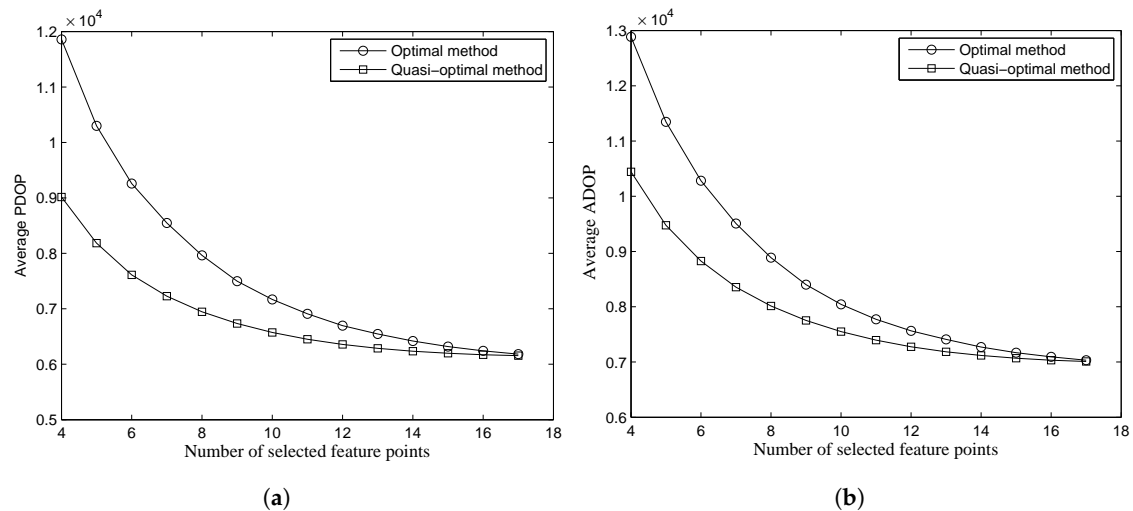 × 10⁴
1.2
1.1
1
0.9
0.8
0.7
0.6
0.5
Average PDOP
Optimal method
Quasi−optimal method
4 6 8 10 12 14 16 18
Number of selected feature points
(a)
× 10⁴
1.3
1.2
1.1
1
0.9
0.8
0.7
0.6
Average ADOP
Optimal method
Quasi−optimal method
4 6 8 10 12 14 16 18
Number of selected feature points
(b)